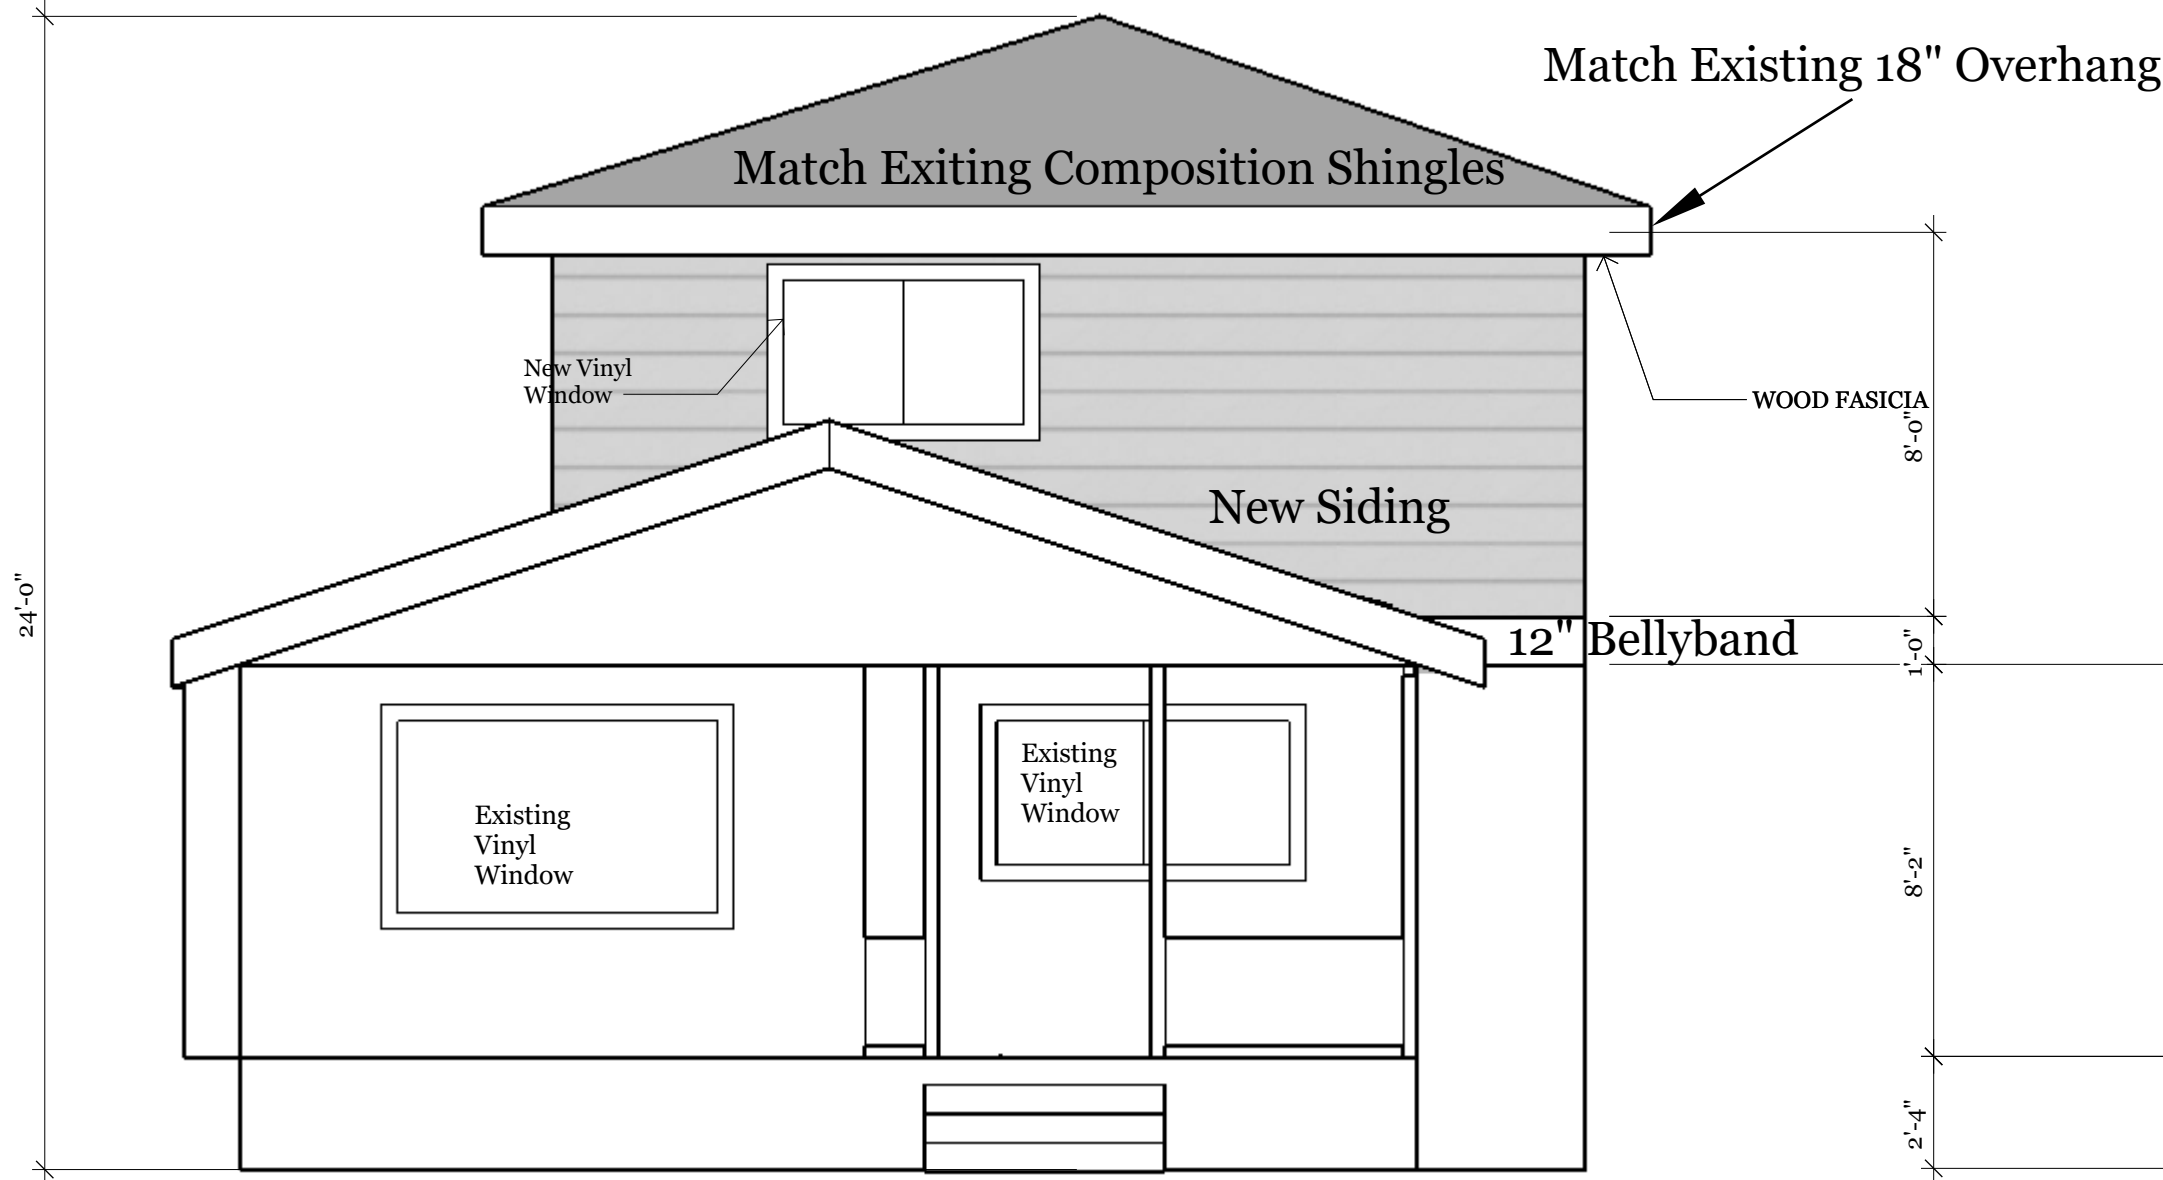 Match Existing 18" Overhang
Match Exiting Composition Shingles
New Vinyl
Window
WOOD FASICIA
8'-0"
New Siding
24'-0"
12" Bellyband
1'-0"
Existing
Vinyl
Window
Existing
Vinyl
Window
8'-2"
2'-4"